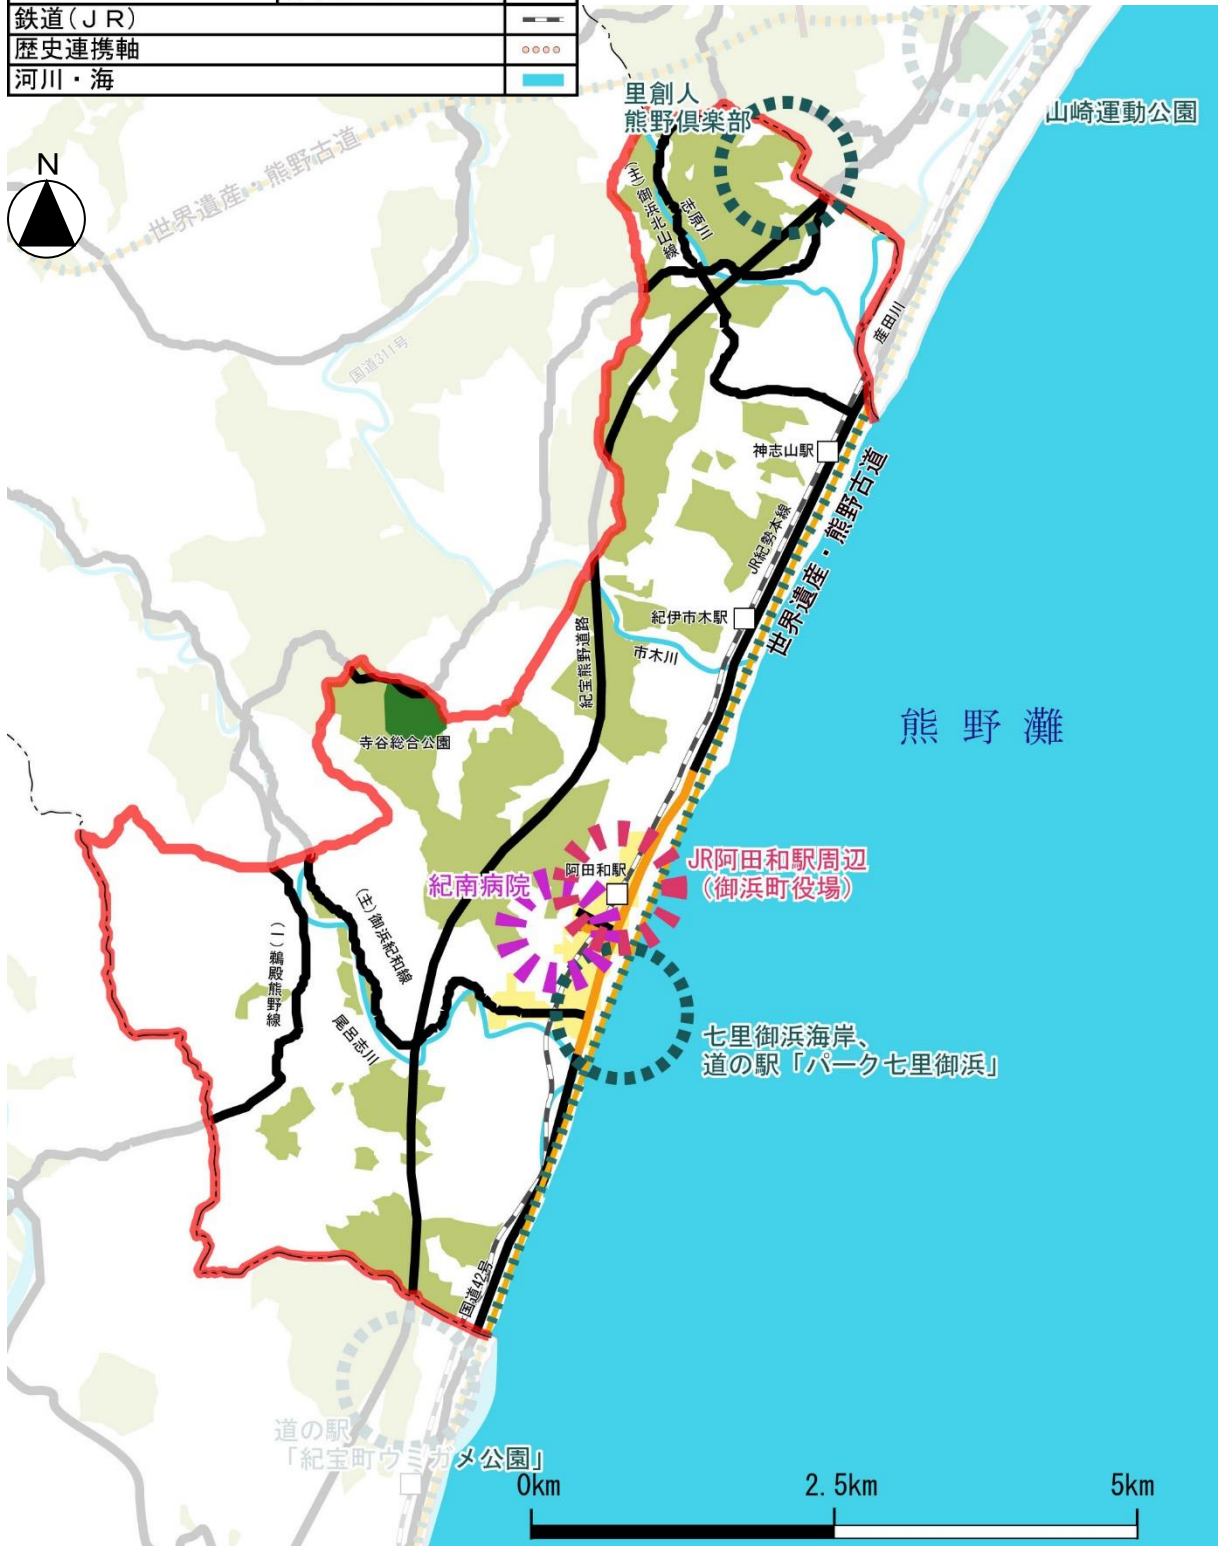 鉄道(JR)
歴史連携軸
河川・海
N
里創人
熊野倶楽部
山崎運動公園
世界遺産・熊野古道
(主)御浜北山線
志原川
産田川
国道311号
神志山駅
JR紀勢本線
世界遺産・熊野古道
紀伊市木駅
市木川
紀宝熊野道路
熊野灘
寺谷総合公園
阿田和駅
JR阿田和駅周辺
(御浜町役場)
紀南病院
(主)御浜紀和線
(一)鵜殿熊野線
尾呂志川
七里御浜海岸、
道の駅「パーク七里御浜」
国道42号
道の駅
「紀宝町ウミガメ公園」
0km
2.5km
5km